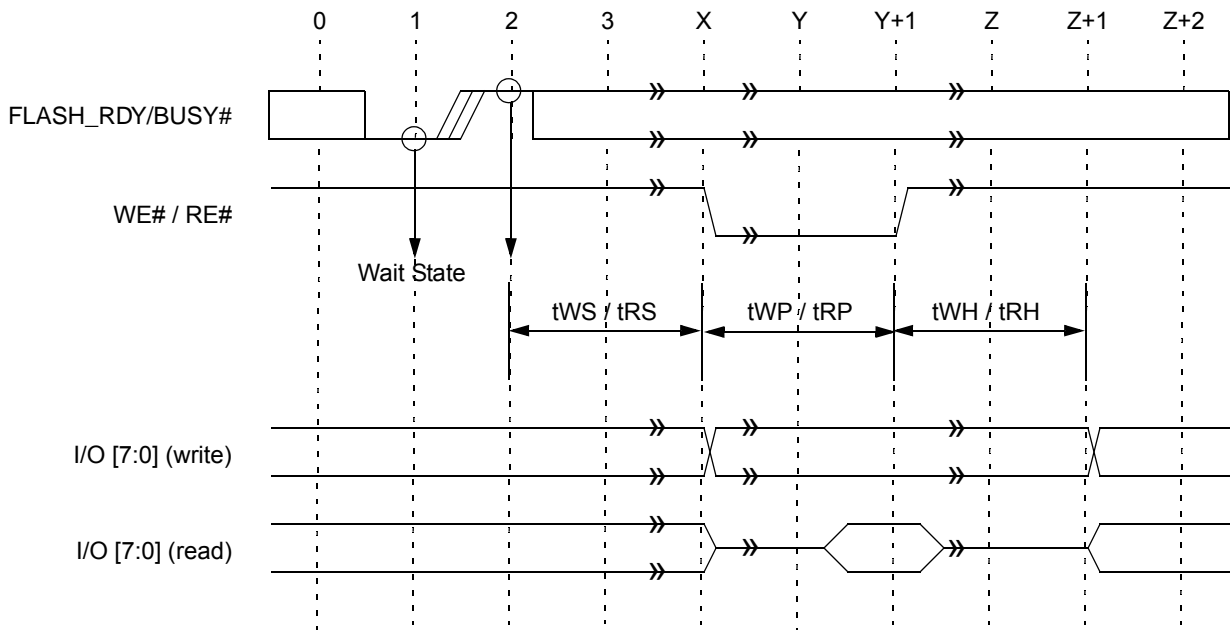 0 1 2 3 X Y Y+1 Z Z+1 Z+2
FLASH_RDY/BUSY#
WE# / RE#
Wait State
tWS / tRS tWP / tRP tWH / tRH
I/O [7:0] (write)
I/O [7:0] (read)